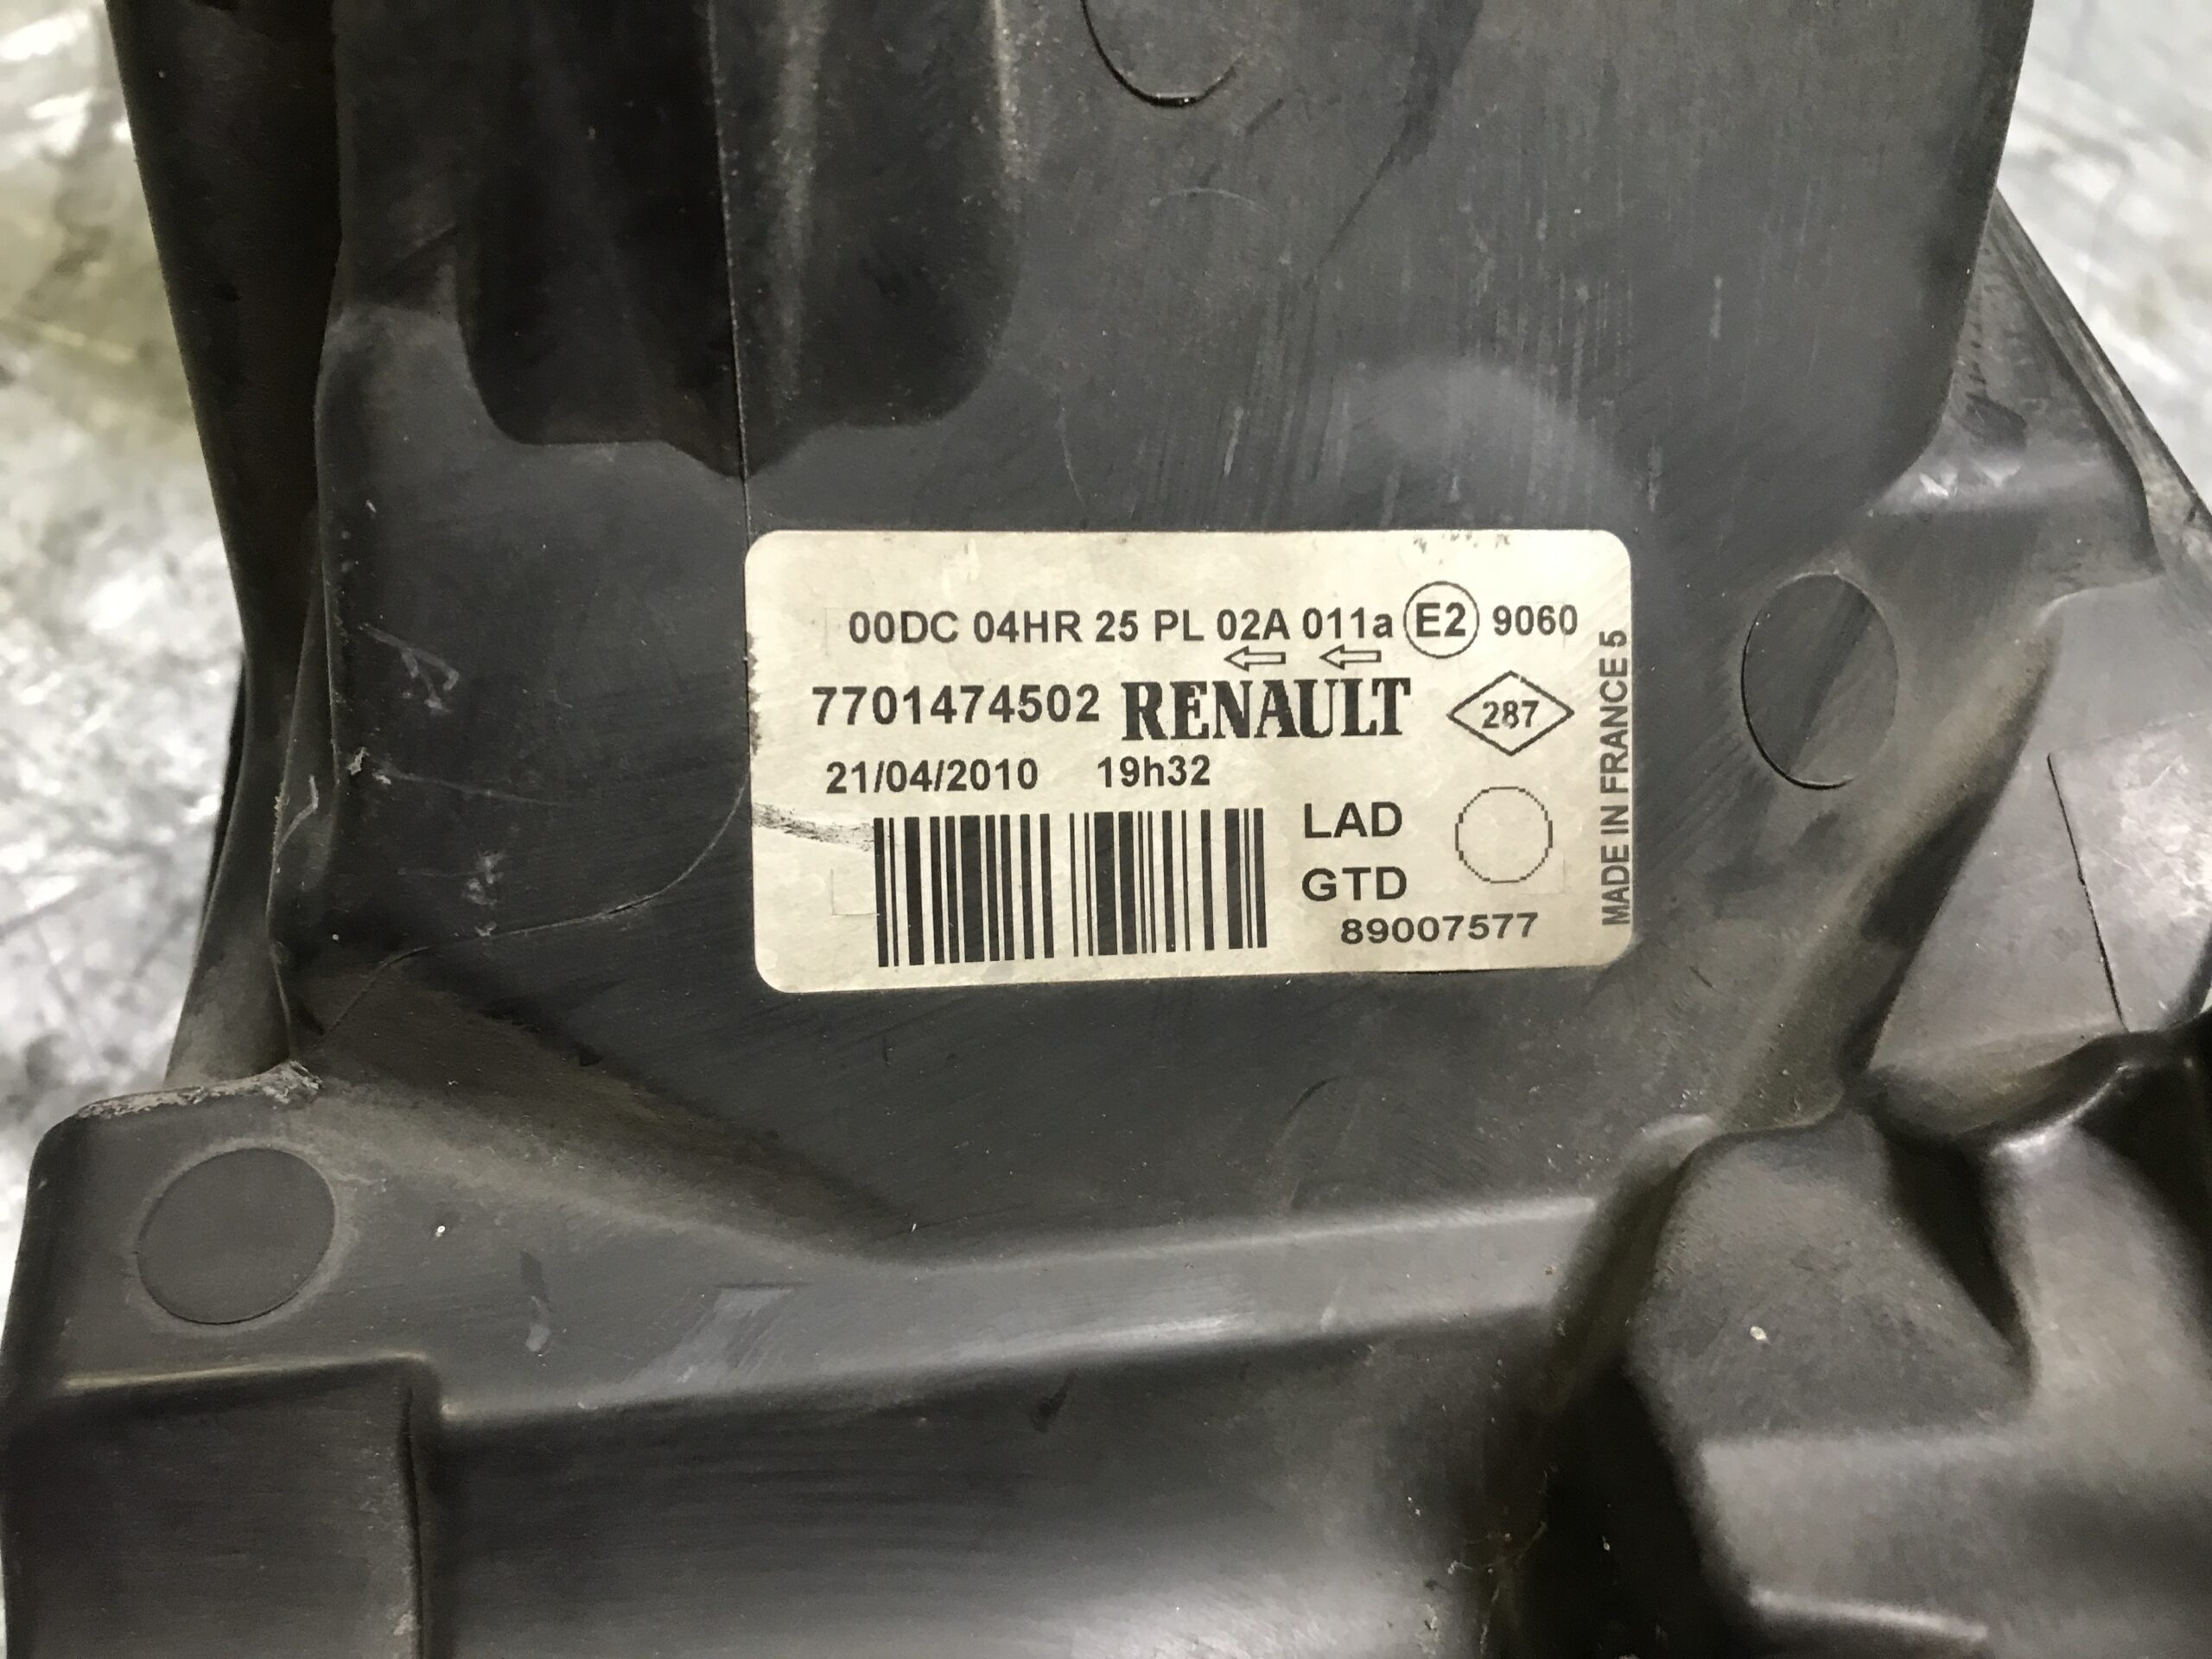 00DC 04HR 25 PL 02A 011a E2 9060
7701474502 RENAULT 287
21/04/2010 19h32
LAD
GTD
89007577
MADE IN FRANCE 5